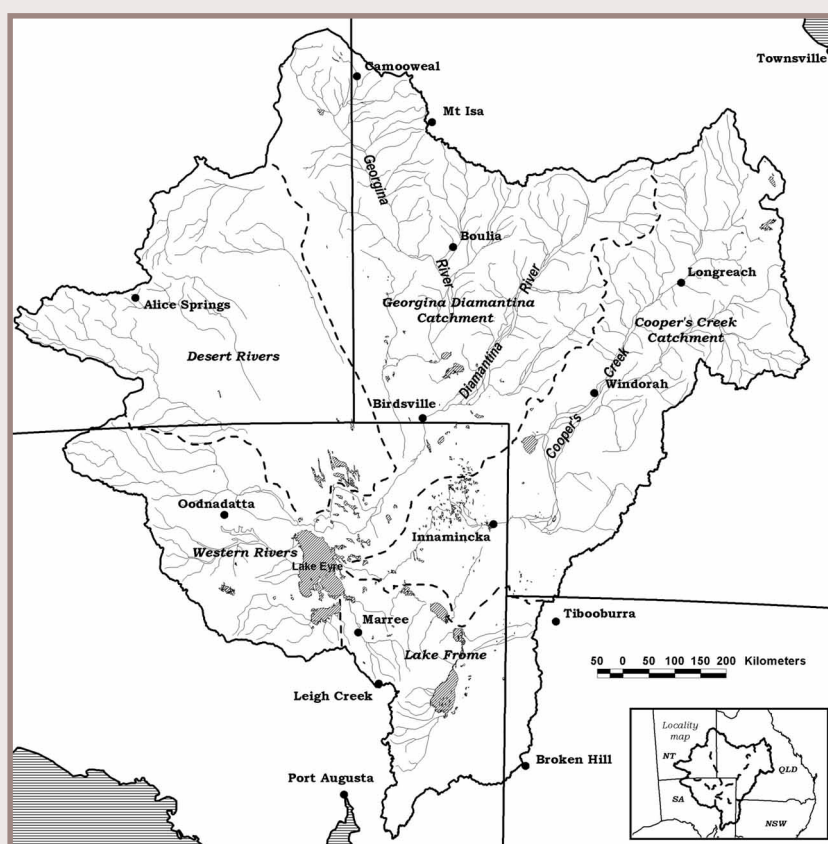 Townsville
Camooweal
Mt Isa
Georgina
River
Boulia
River
Longreach
Alice Springs
Georgina Diamantina
Catchment
Cooper's Creek
Catchment
Desert Rivers
Diamantina
Creek
Windorah
Birdsville
Cooper's
Oodnadatta
Innamincka
Western Rivers
Lake Eyre
Marree
Tibooburra
Lake Frome
50 0 50 100 150 200 Kilometers
Leigh Creek
Locality
map
NT
QLD
SA
NSW
Broken Hill
Port Augusta